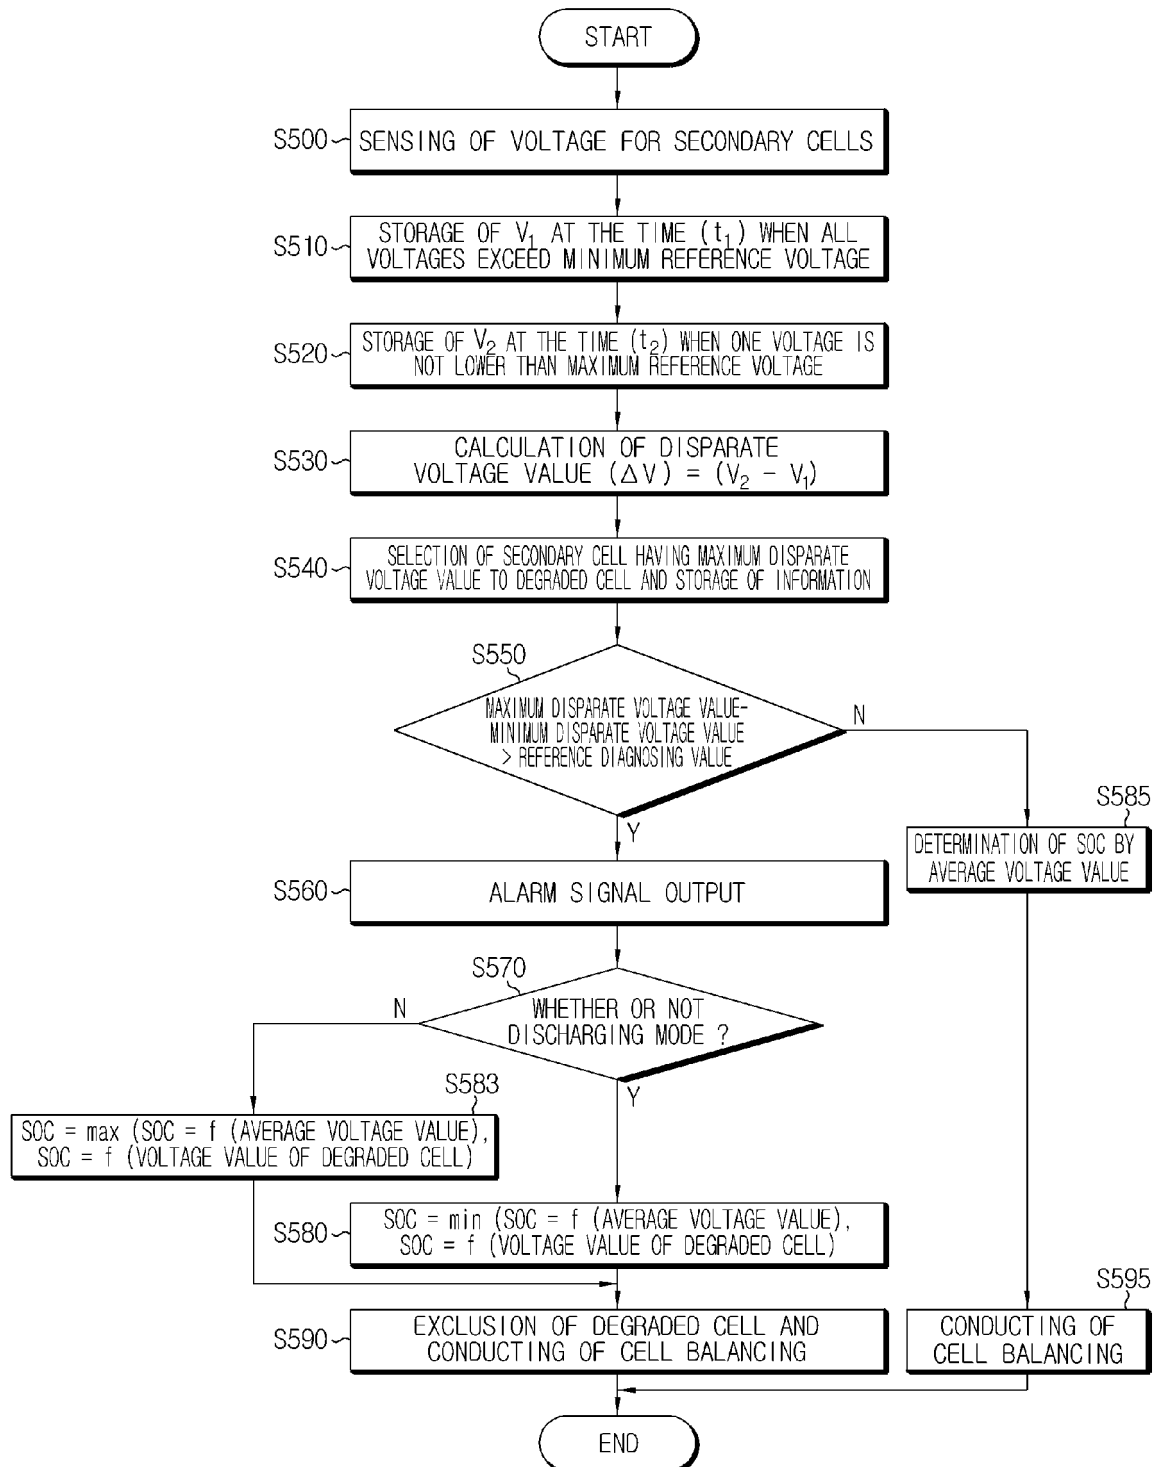 START
S500
SENSING OF VOLTAGE FOR SECONDARY CELLS
S510
STORAGE OF V₁ AT THE TIME (t₁) WHEN ALL
VOLTAGES EXCEED MINIMUM REFERENCE VOLTAGE
S520
STORAGE OF V₂ AT THE TIME (t₂) WHEN ONE VOLTAGE IS
NOT LOWER THAN MAXIMUM REFERENCE VOLTAGE
S530
CALCULATION OF DISPARATE
VOLTAGE VALUE (△V) = (V₂ - V₁)
S540
SELECTION OF SECONDARY CELL HAVING MAXIMUM DISPARATE
VOLTAGE VALUE TO DEGRADED CELL AND STORAGE OF INFORMATION
S550
MAXIMUM DISPARATE VOLTAGE VALUE-
MINIMUM DISPARATE VOLTAGE VALUE
> REFERENCE DIAGNOSING VALUE
N
Y
S585
DETERMINATION OF SOC BY
AVERAGE VOLTAGE VALUE
S560
ALARM SIGNAL OUTPUT
S570
WHETHER OR NOT
DISCHARGING MODE ?
N
Y
S583
SOC = max (SOC = f (AVERAGE VOLTAGE VALUE),
SOC = f (VOLTAGE VALUE OF DEGRADED CELL)
S580
SOC = min (SOC = f (AVERAGE VOLTAGE VALUE),
SOC = f (VOLTAGE VALUE OF DEGRADED CELL)
S590
EXCLUSION OF DEGRADED CELL AND
CONDUCTING OF CELL BALANCING
S595
CONDUCTING OF
CELL BALANCING
END